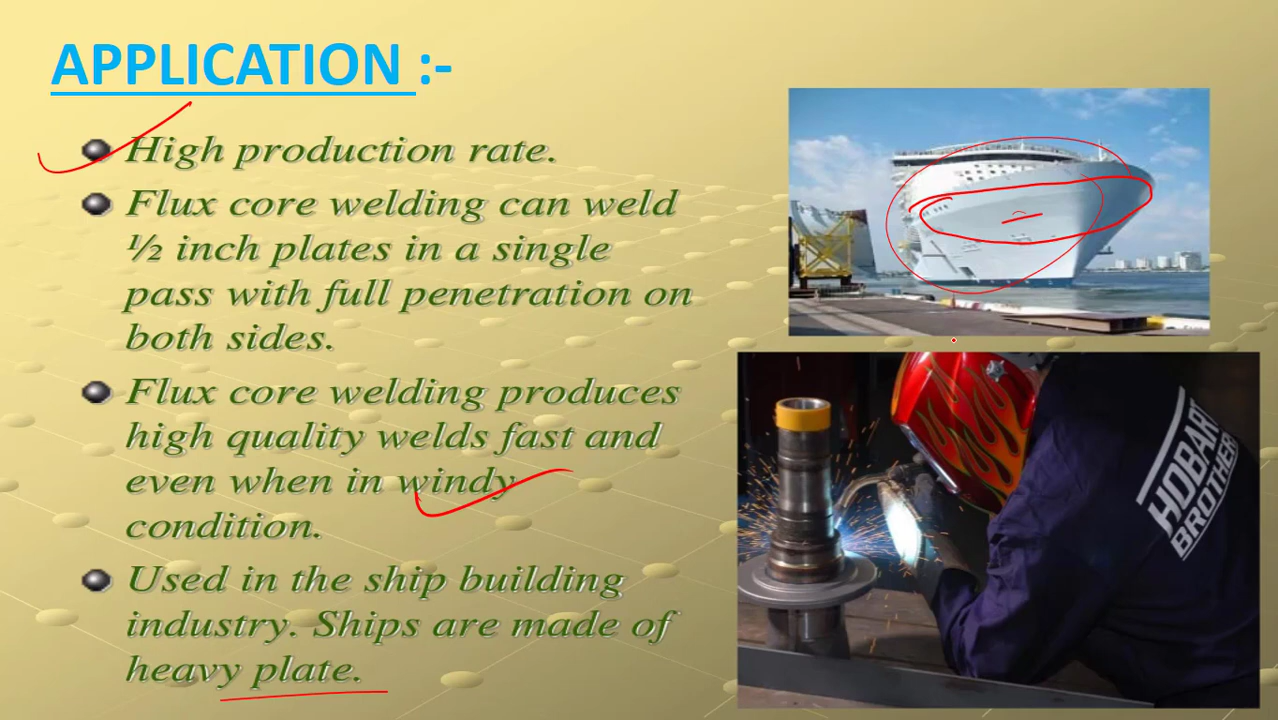 APPLICATION :-
High production rate.
Flux core welding can weld
½ inch plates in a single
pass with full penetration on
both sides.
Flux core welding produces
high quality welds fast and
even when in windy
condition.
Used in the ship building
industry. Ships are made of
heavy plate.
HOBART
BROTHERS